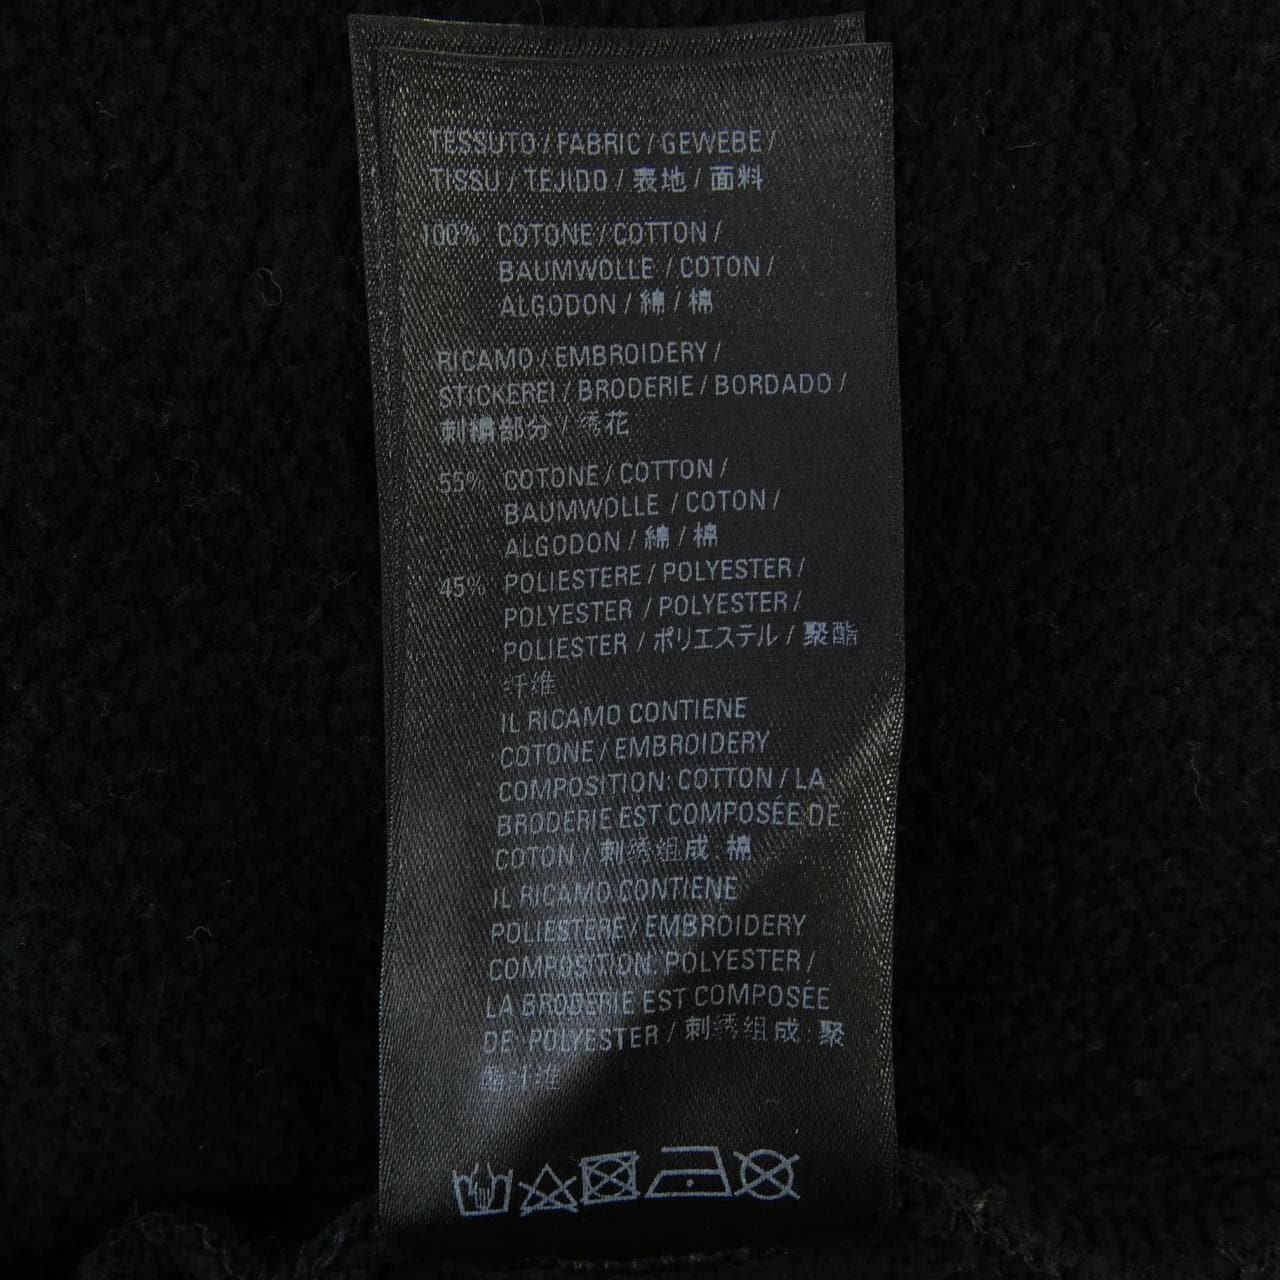 TESSUTO / FABRIC / GEWEBE /
TISSU / TEJIDO / 表地 / 面料
100% COTONE / COTTON /
BAUMWOLLE / COTON /
ALGODON / 綿 / 棉
RICAMO / EMBROIDERY /
STICKEREI / BRODERIE / BORDADO /
刺繍部分 / 绣花
55% COTONE / COTTON /
BAUMWOLLE / COTON /
ALGODON / 綿 / 棉
45% POLIESTERE / POLYESTER /
POLYESTER / POLYESTER /
POLIESTER / ポリエステル / 聚酯
纤维
IL RICAMO CONTIENE
COTONE / EMBROIDERY
COMPOSITION: COTTON / LA
BRODERIE EST COMPOSÉE DE
COTON / 刺绣组成: 棉
IL RICAMO CONTIENE
POLIESTERE / EMBROIDERY
COMPOSITION: POLYESTER /
LA BRODERIE EST COMPOSÉE
DE: POLYESTER / 刺绣组成: 聚
酯纤维